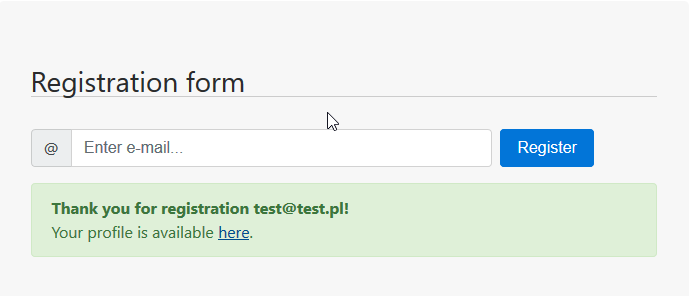 Registration form
@ Enter e-mail... Register
Thank you for registration test@test.pl!
Your profile is available here.